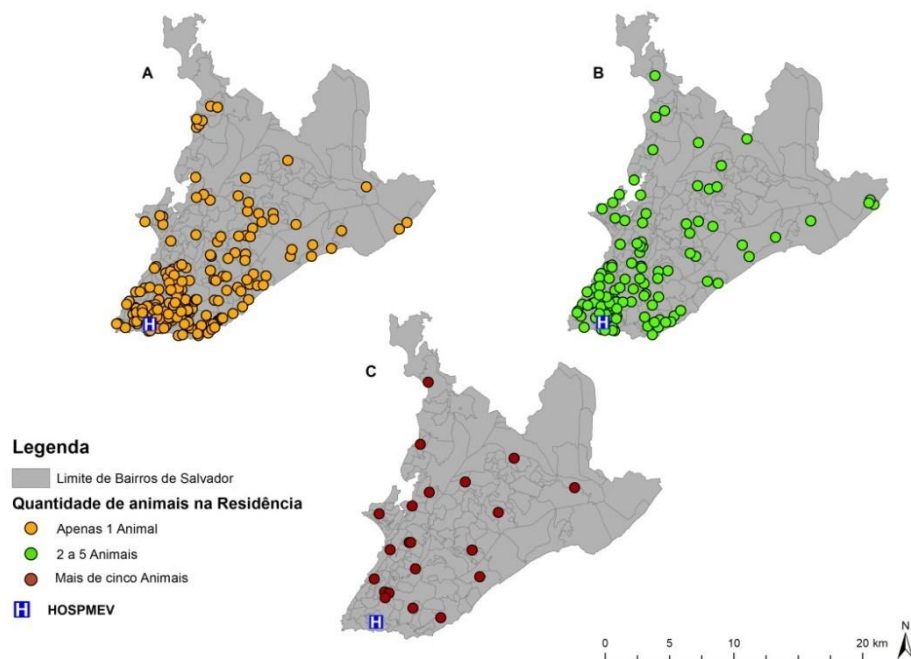 A
B
C
Legenda
Limite de Bairros de Salvador
Quantidade de animais na Residência
Apenas 1 Animal
2 a 5 Animais
Mais de cinco Animais
H HOSPMEV
H
H
H
N
0 5 10 20 km